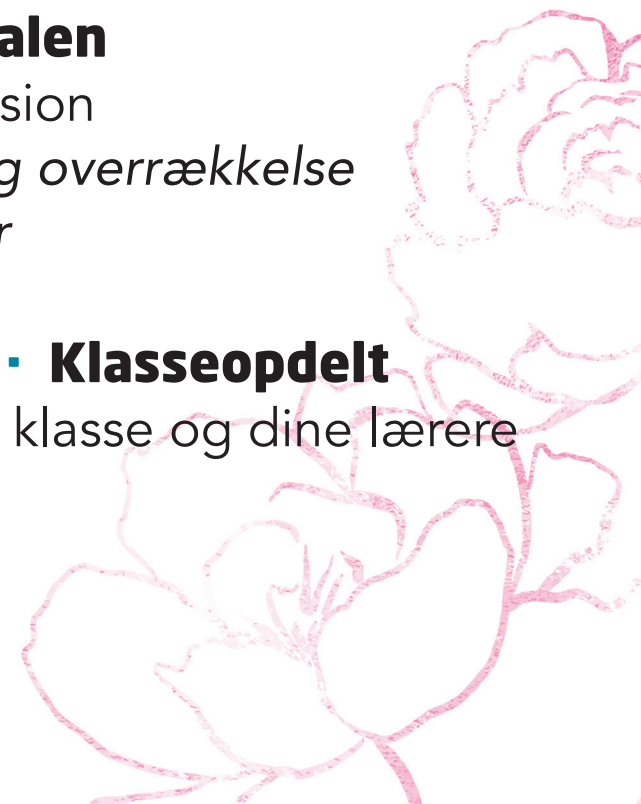 alen
sion
g overrækkelse
r
· Klasseopdelt
klasse og dine lærere